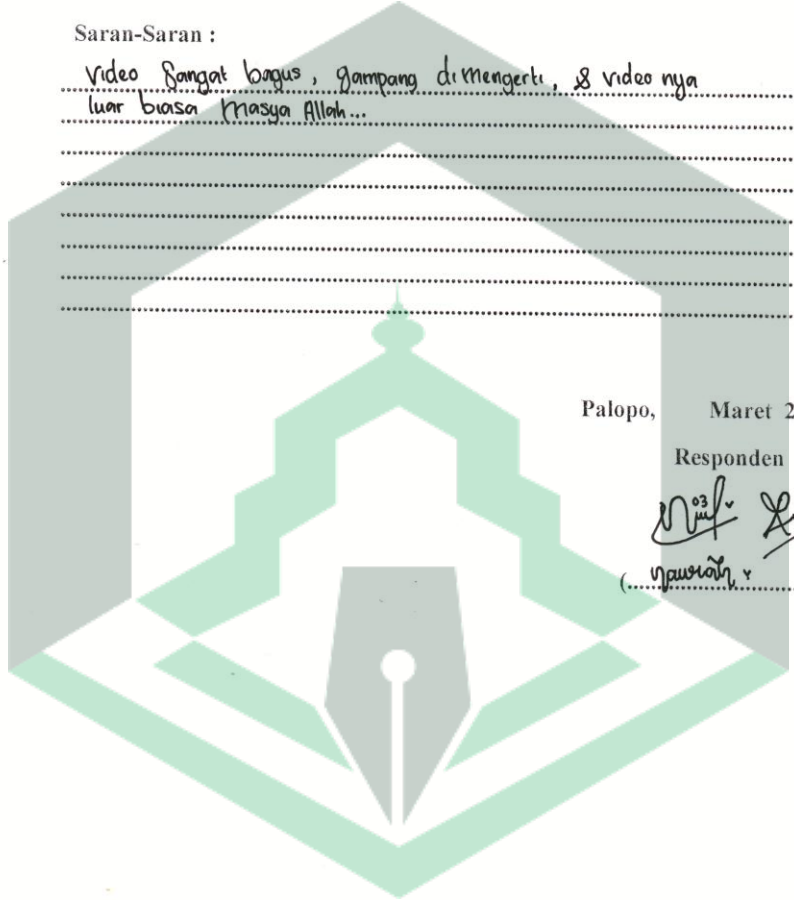 Saran-Saran :
video sangat bagus, gampang dimengerti, & video nya
luar biasa Masya Allah...
Palopo, Maret 2
Responden